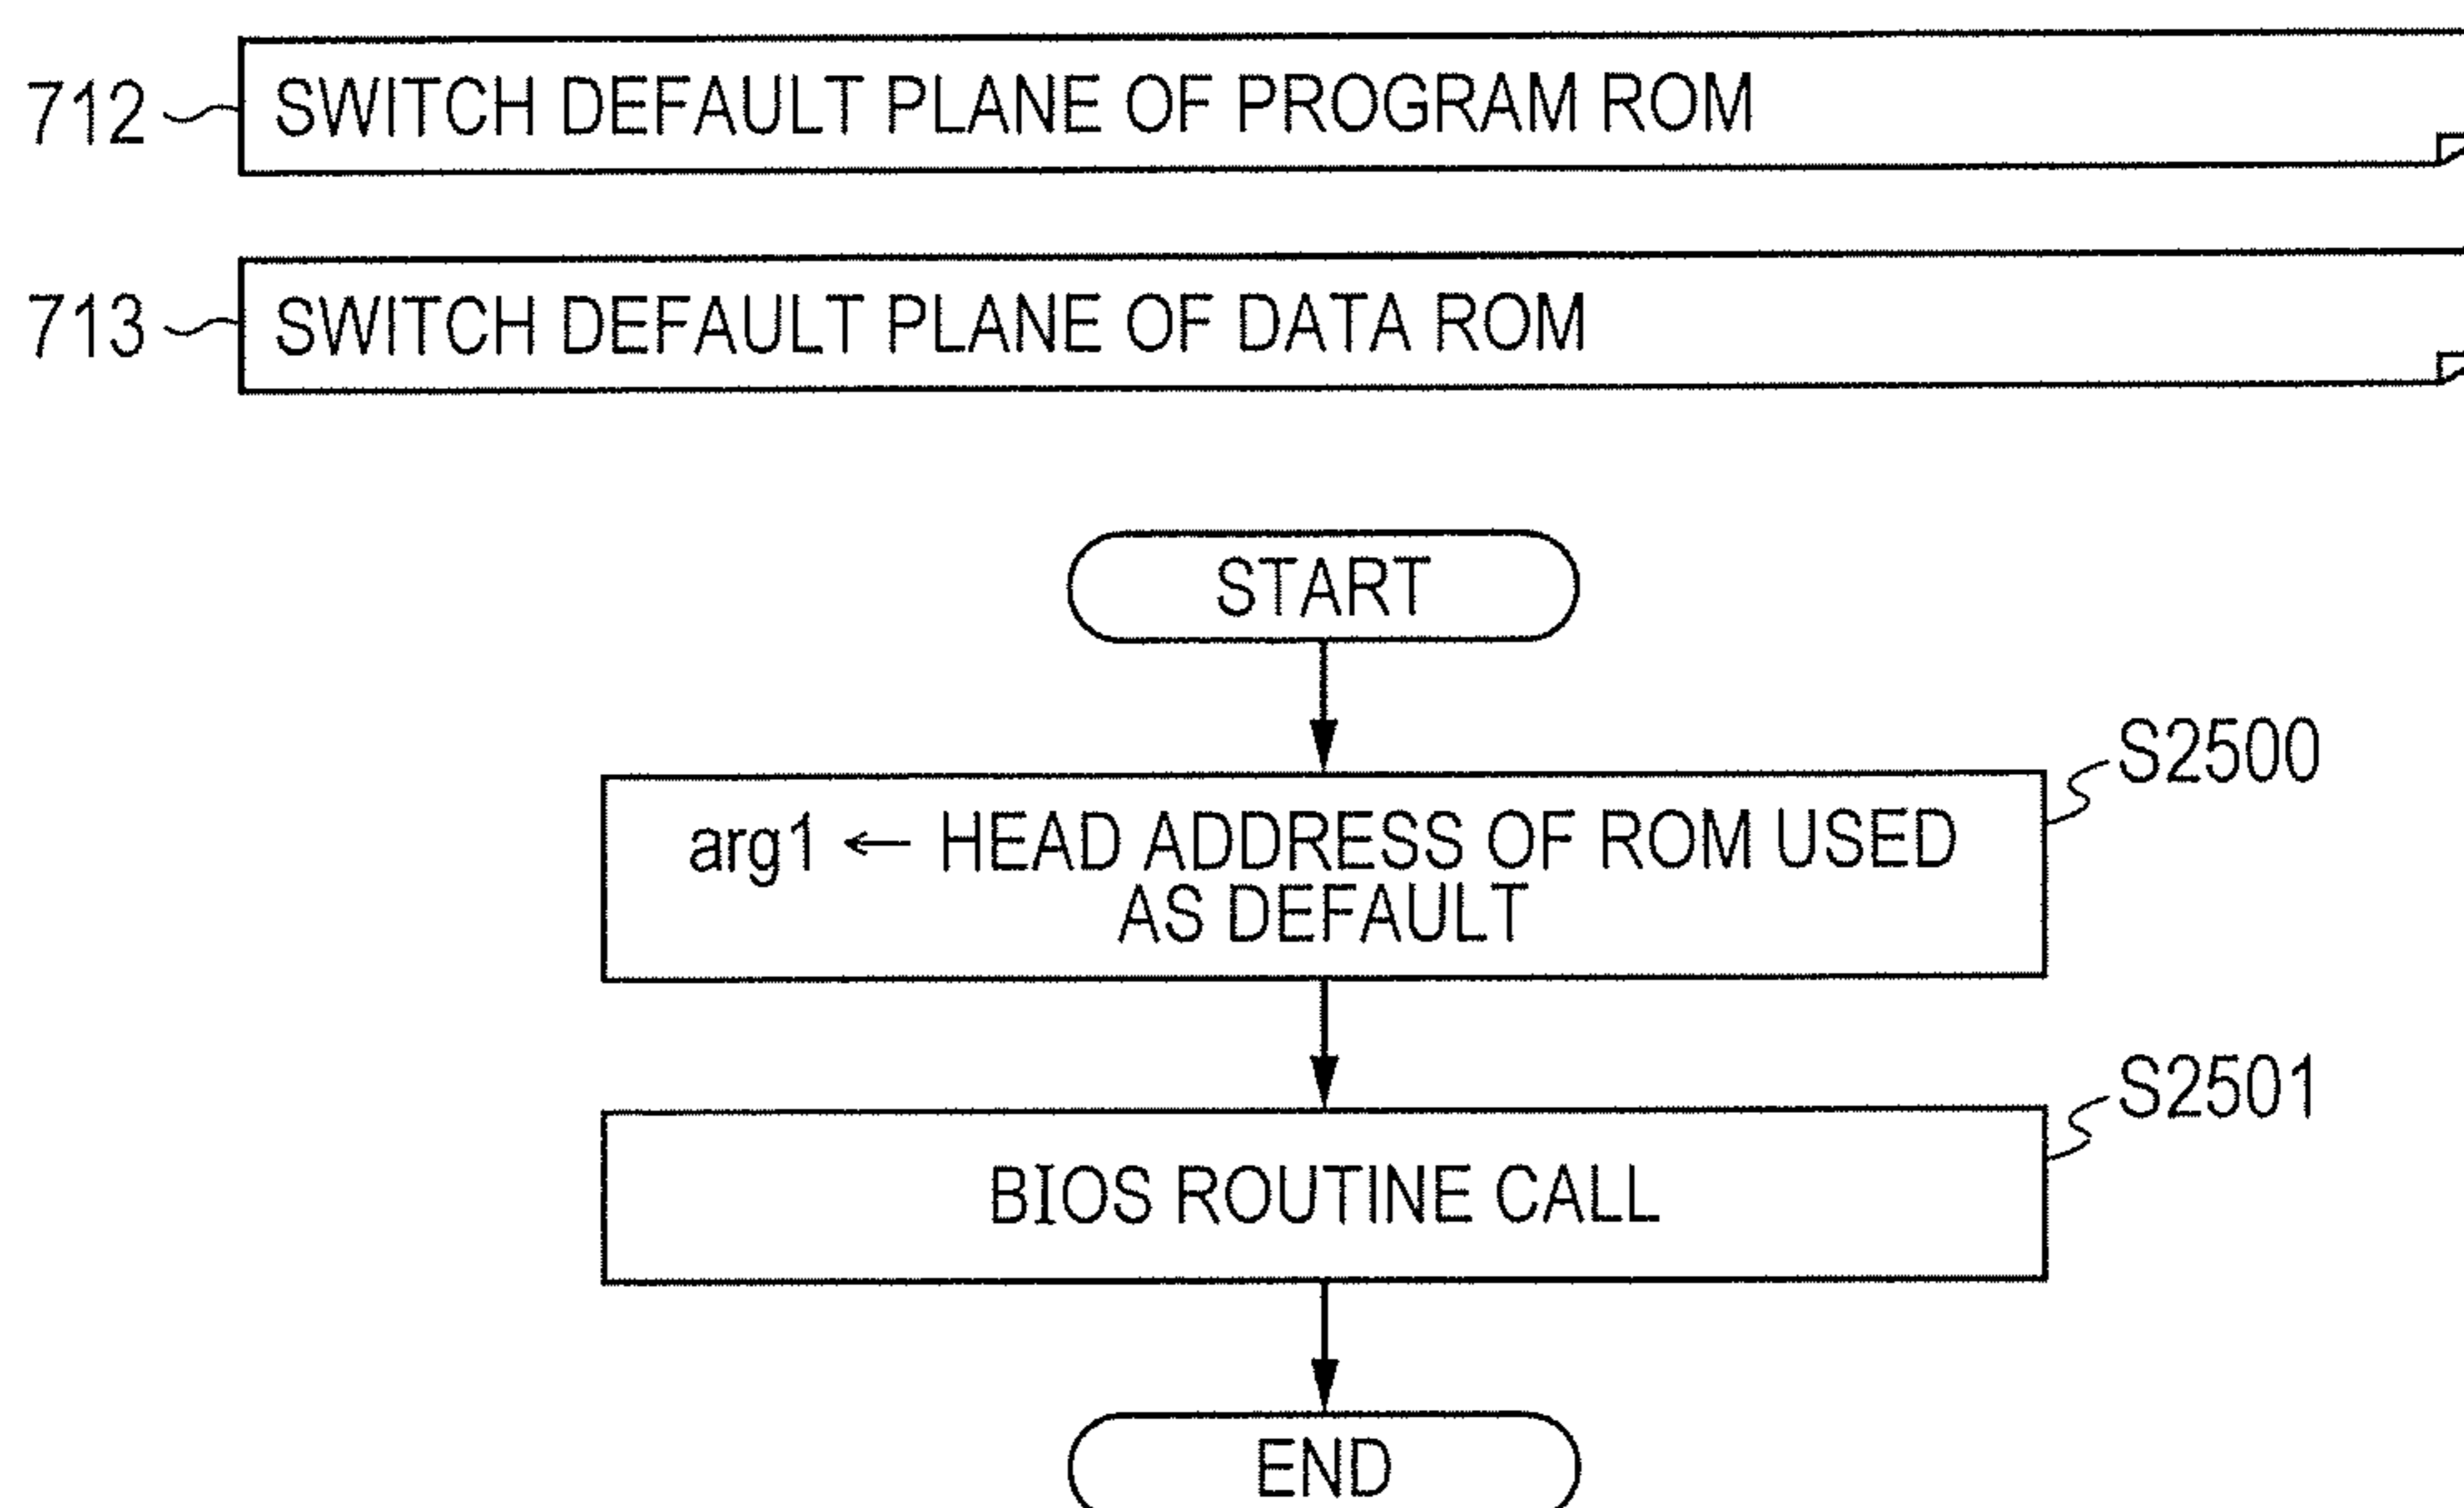 712 SWITCH DEFAULT PLANE OF PROGRAM ROM
713 SWITCH DEFAULT PLANE OF DATA ROM
START
S2500
arg1 ← HEAD ADDRESS OF ROM USED
AS DEFAULT
S2501
BIOS ROUTINE CALL
END